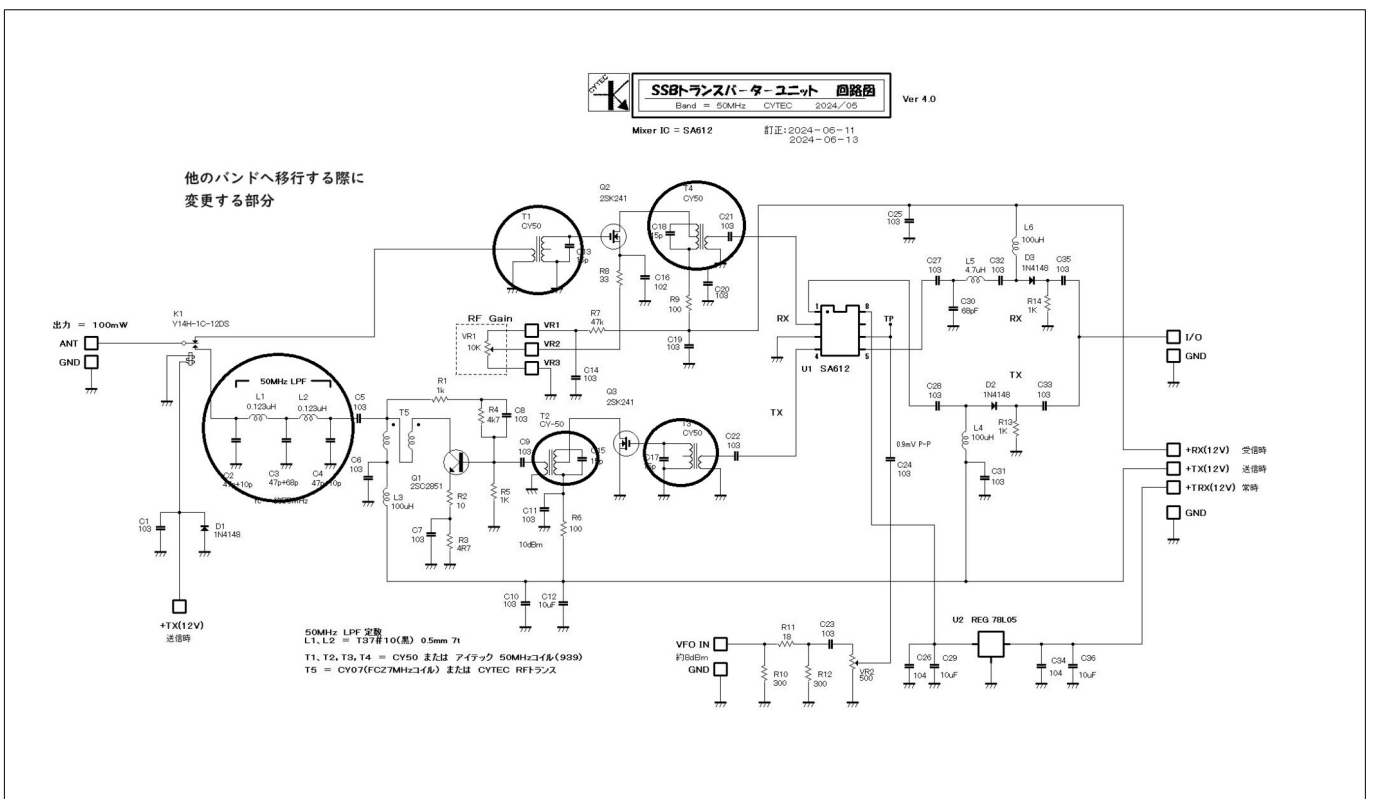 CYTEC
SSBトランスバーターユニット 回路図
Band = 50MHz CYTEC 2024/05
Ver 4.0
Mixer IC = SA612
訂正:2024-06-11
2024-06-13
他のバンドへ移行する際に
変更する部分
Q2
2SK241
T1
CY50
T4
CY50
C18
15p
C21
103
C25
103
L6
100uH
R8
33
C16
102
C20
103
R9
100
C27
103
L5
4.7uH
C32
103
D3
1N4148
C35
103
C30
68pF
R14
1K
RX
K1
Y14H-1C-12DS
出力 = 100mW
ANT
GND
RF Gain
VR1
10K
VR1
VR2
VR3
R7
47k
C19
103
C14
103
RX
1
8
TP
4
5
U1 SA612
I/O
GND
TX
C28
103
D2
1N4148
C33
103
L4
100uH
R13
1K
0.9mV P-P
C24
103
C31
103
50MHz LPF
L1
0.123uH
L2
0.123uH
C5
103
C3
47p+68p
C4
C6
103
R1
1k
T5
R4
4k7
C8
103
Q1
2SC2851
R2
10
R3
4R7
C7
103
L3
100uH
R5
1K
C9
103
T2
CY-50
Q3
2SK241
TX
CY50
C17
C22
103
C11
103
R6
100
10dBm
C1
103
D1
1N4148
+TX(12V)
送信時
C10
103
C12
10uF
+RX(12V) 受信時
+TX(12V) 送信時
+TRX(12V) 常時
GND
50MHz LPF 定数
L1、L2 = T37#10(黒) 0.5mm 7t
T1、T2、T3、T4 = CY50 または アイテック 50MHzコイル(939)
T5 = CY07(FCZ7MHzコイル) または CYTEC RFトランス
VFO IN
約8dBm
GND
R11
18
C23
103
R10
300
R12
300
VR2
500
U2 REG 78L05
C26
104
C29
10uF
C34
104
C36
10uF